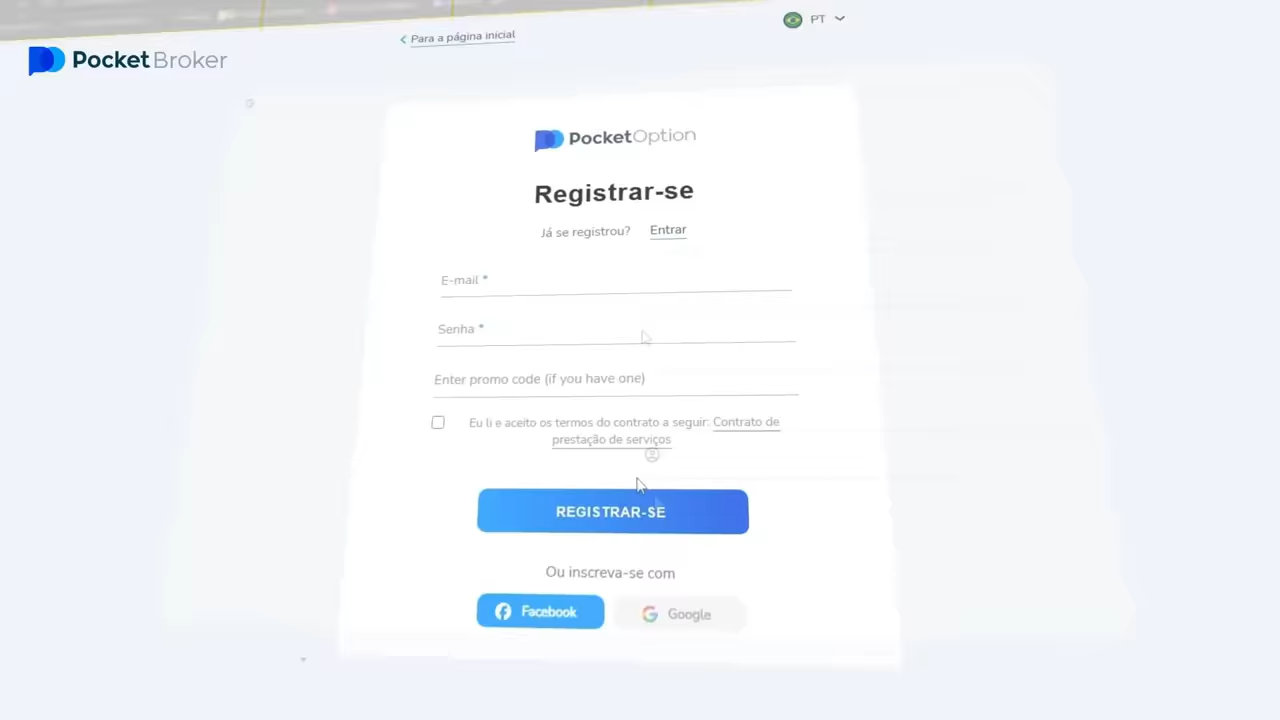 PT
Para a página inicial
PocketBroker
PocketOption
Registrar-se
Já se registrou? Entrar
E-mail *
Senha *
Enter promo code (if you have one)
Eu li e aceito os termos do contrato a seguir: Contrato de
prestação de serviços
REGISTRAR-SE
Ou inscreva-se com
Facebook
Google